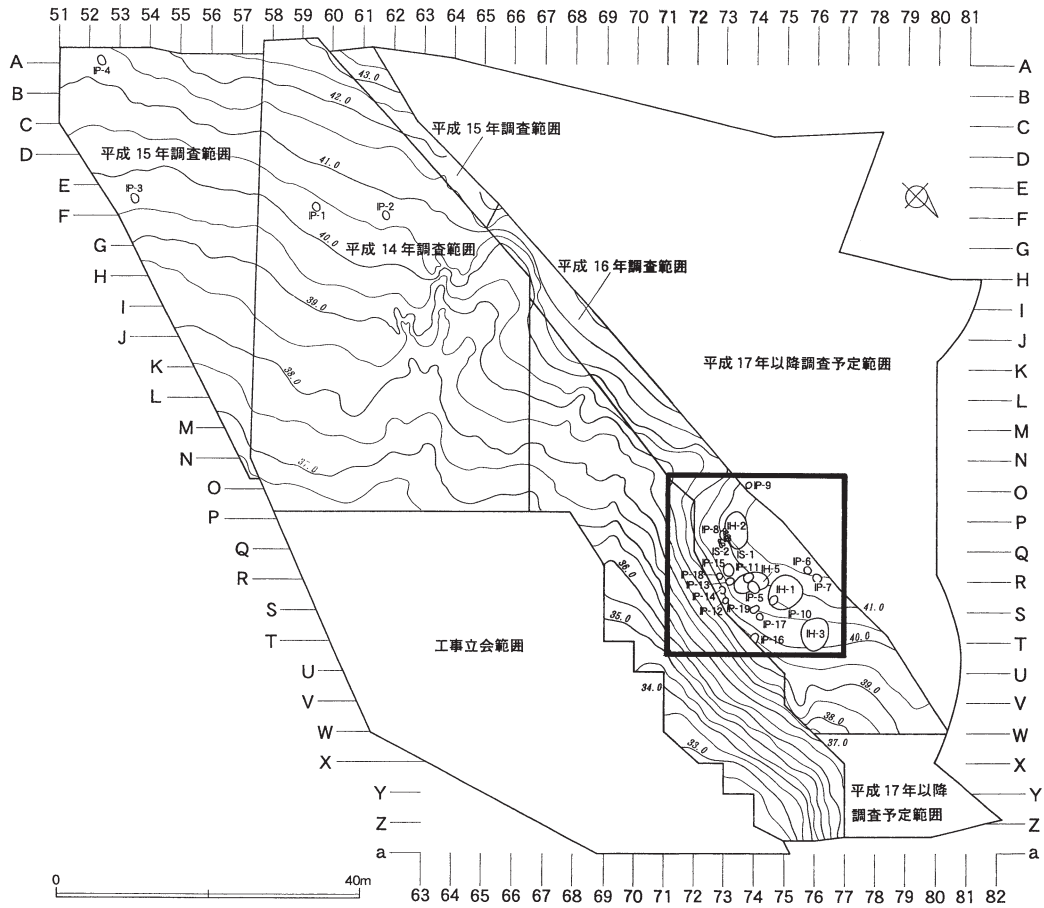 51 52 53 54 55 56 57 58 59 60 61 62 63 64 65 66 67 68 69 70 71 72 73 74 75 76 77 78 79 80 81
A
IP-4
43.0
A
B
42.0
B
C
平成 15 年調査範囲
C
D
平成 15 年調査範囲
41.0
D
E
IP-3
IP-1
IP-2
E
F
40.0
F
G
平成 14 年調査範囲
G
H
平成 16 年調査範囲
H
I
39.0
I
J
J
K
38.0
平成 17 年以降調査予定範囲
K
L
L
M
M
N
37.0
N
O
IP-9
O
P
IP-8
IH-2
P
Q
IS-2
IS-1
Q
IP-15
IP-11
IH-5
IP-6
R
36.0
IP-18
IP-13
IP-7
R
IP-14
IP-5
IH-1
S
35.0
IP-12
IP-19
IP-10
41.0
S
IP-17
T
工事立会範囲
IP-16
IH-3
40.0
T
U
34.0
39.0
U
V
38.0
V
W
33.0
37.0
W
X
X
Y
平成 17 年以降
調査予定範囲
Y
Z
Z
a
a
0
40m
63 64 65 66 67 68 69 70 71 72 73 74 75 76 77 78 79 80 81 82